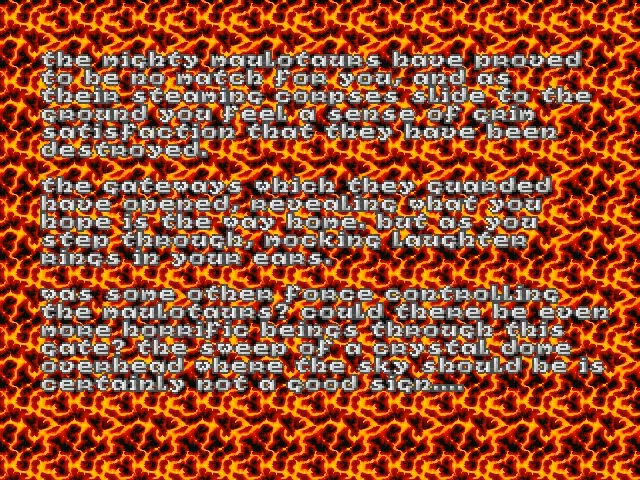 the mighty maulotaurs have proved
to be no match for you, and as
their steaming corpses slide to the
ground you feel a sense of grim
satisfaction that they have been
destroyed.
the gateways which they guarded
have opened, revealing what you
hope is the way home. but as you
step through, mocking laughter
rings in your ears.
was some other force controlling
the maulotaurs? could there be even
more horrific beings through this
gate? the sweep of a crystal dome
overhead where the sky should be is
certainly not a good sign....